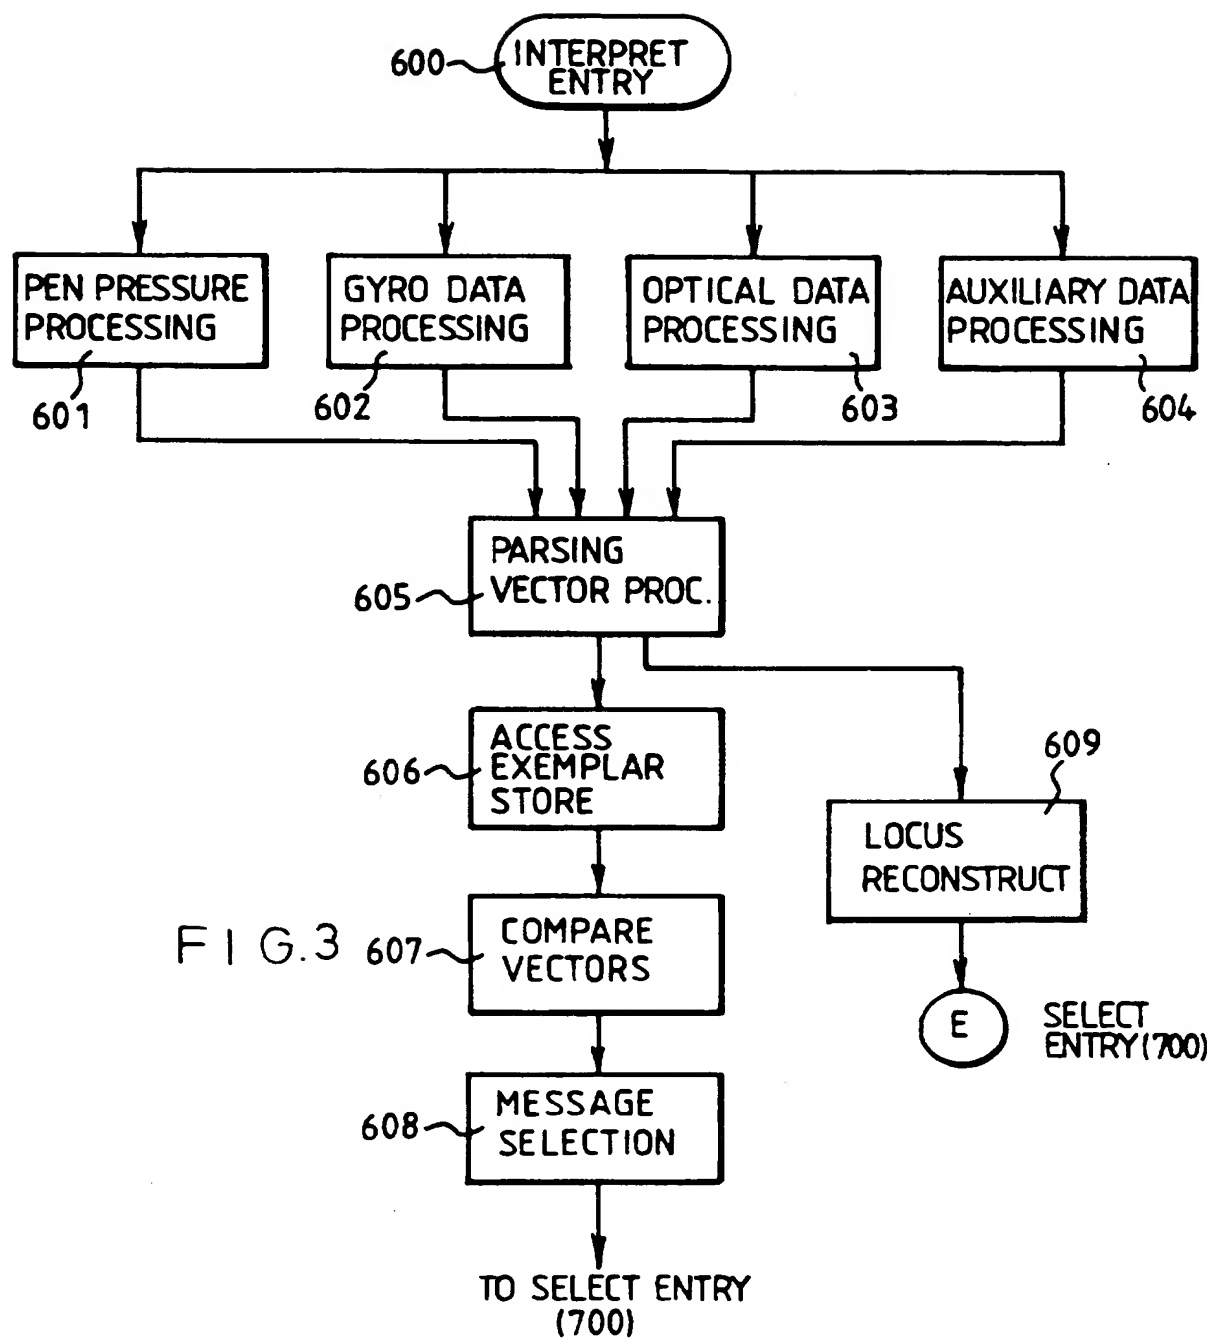 INTERPRET
ENTRY
600
PEN PRESSURE
PROCESSING
601
GYRO DATA
PROCESSING
602
OPTICAL DATA
PROCESSING
603
AUXILIARY DATA
PROCESSING
604
PARSING
VECTOR PROC.
605
ACCESS
EXEMPLAR
STORE
606
609
LOCUS
RECONSTRUCT
FIG.3
COMPARE
VECTORS
607
E
SELECT
ENTRY(700)
MESSAGE
SELECTION
608
TO SELECT ENTRY
(700)